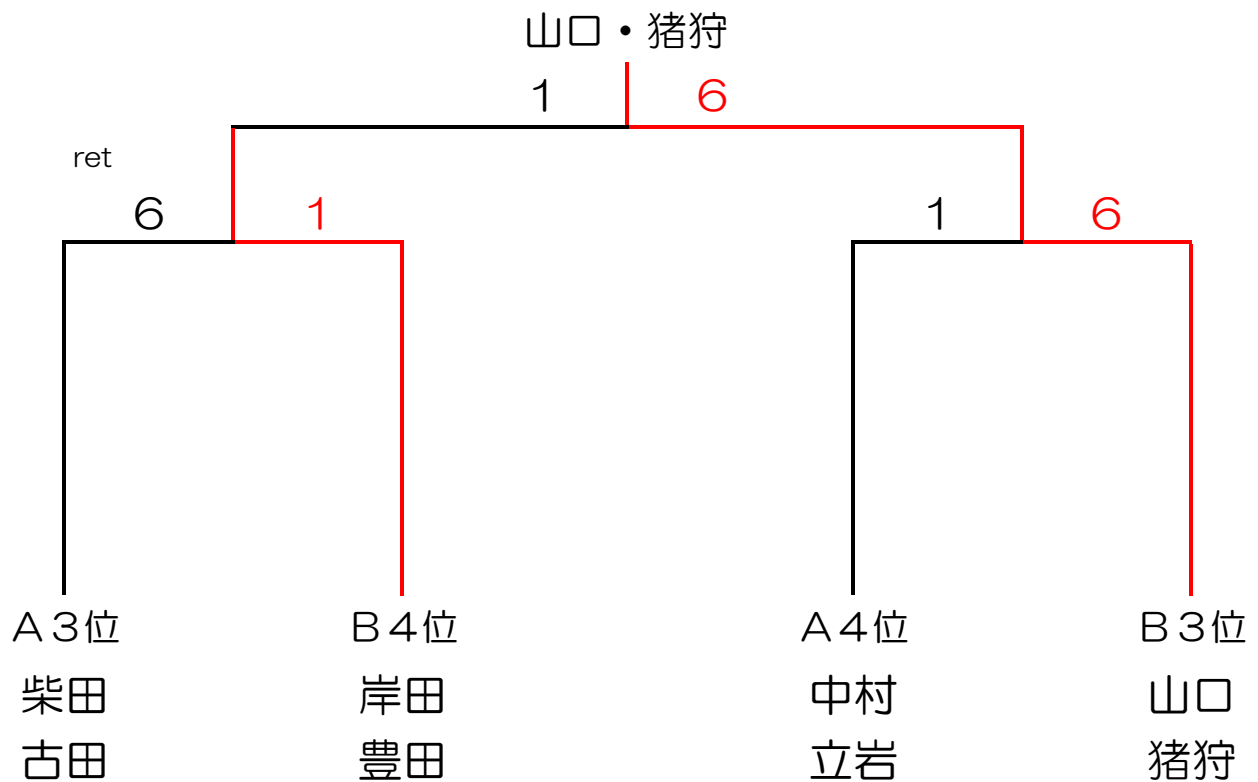 山口・猪狩
１ ６
ret
６ １ １ ６
Ａ３位 Ｂ４位 Ａ４位 Ｂ３位
柴田 岸田 中村 山口
古田 豊田 立岩 猪狩